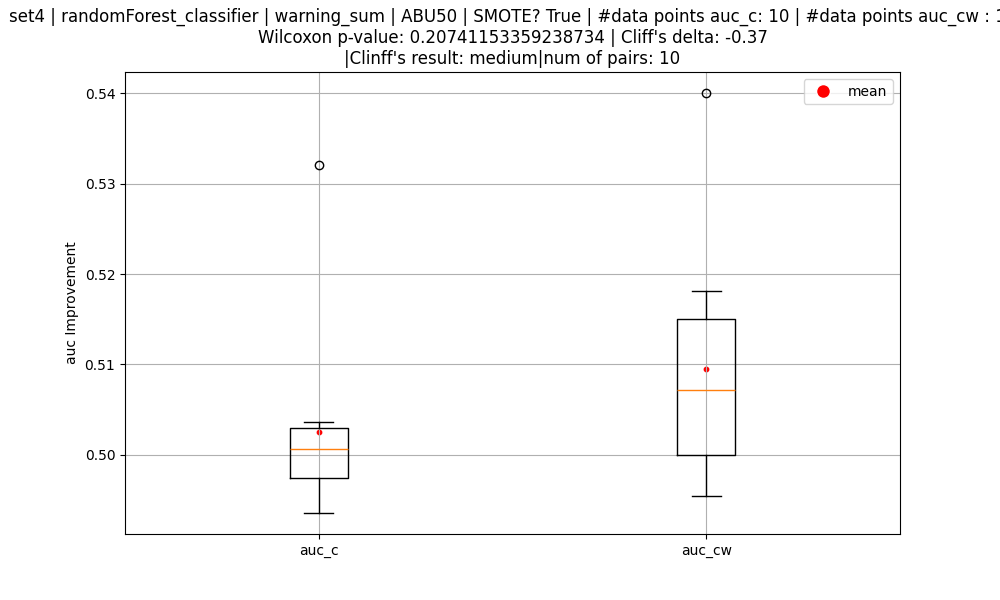 set4 | randomForest_classifier | warning_sum | ABU50 | SMOTE? True | #data points auc_c: 10 | #data points auc_cw : 1
Wilcoxon p-value: 0.20741153359238734 | Cliff's delta: -0.37
|Clinff's result: medium|num of pairs: 10
mean
0.54
0.53
0.52
0.51
0.50
auc Improvement
auc_c
auc_cw